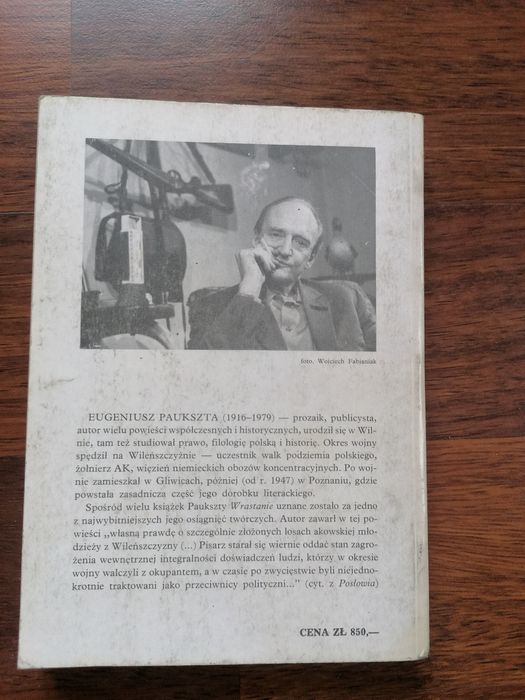 foto. Wojciech Fabisniak
EUGENIUSZ PAUKSZTA (1916–1979) — prozaik, publicysta,
autor wielu powieści współczesnych i historycznych, urodził się w Wil-
nie, tam też studiował prawo, filologię polską i historię. Okres wojny
spędził na Wileńszczyźnie — uczestnik walk podziemia polskiego,
żołnierz AK, więzień niemieckich obozów koncentracyjnych. Po woj-
nie zamieszkał w Gliwicach, później (od r. 1947) w Poznaniu, gdzie
powstała zasadnicza część jego dorobku literackiego.
Spośród wielu książek Paukszty Wrastanie uznane zostało za jedno
z najwybitniejszych jego osiągnięć twórczych. Autor zawarł w tej po-
wieści „własną prawdę o szczególnie złożonych losach akowskiej mło-
dzieży z Wileńszczyzny (...) Pisarz starał się wiernie oddać stan zagro-
żenia wewnętrznej integralności doświadczeń ludzi, którzy w okresie
wojny walczyli z okupantem, a w czasie po zwycięstwie byli niejedno-
krotnie traktowani jako przeciwnicy polityczni..." (cyt. z Posłowia)
CENA ZŁ 850,—